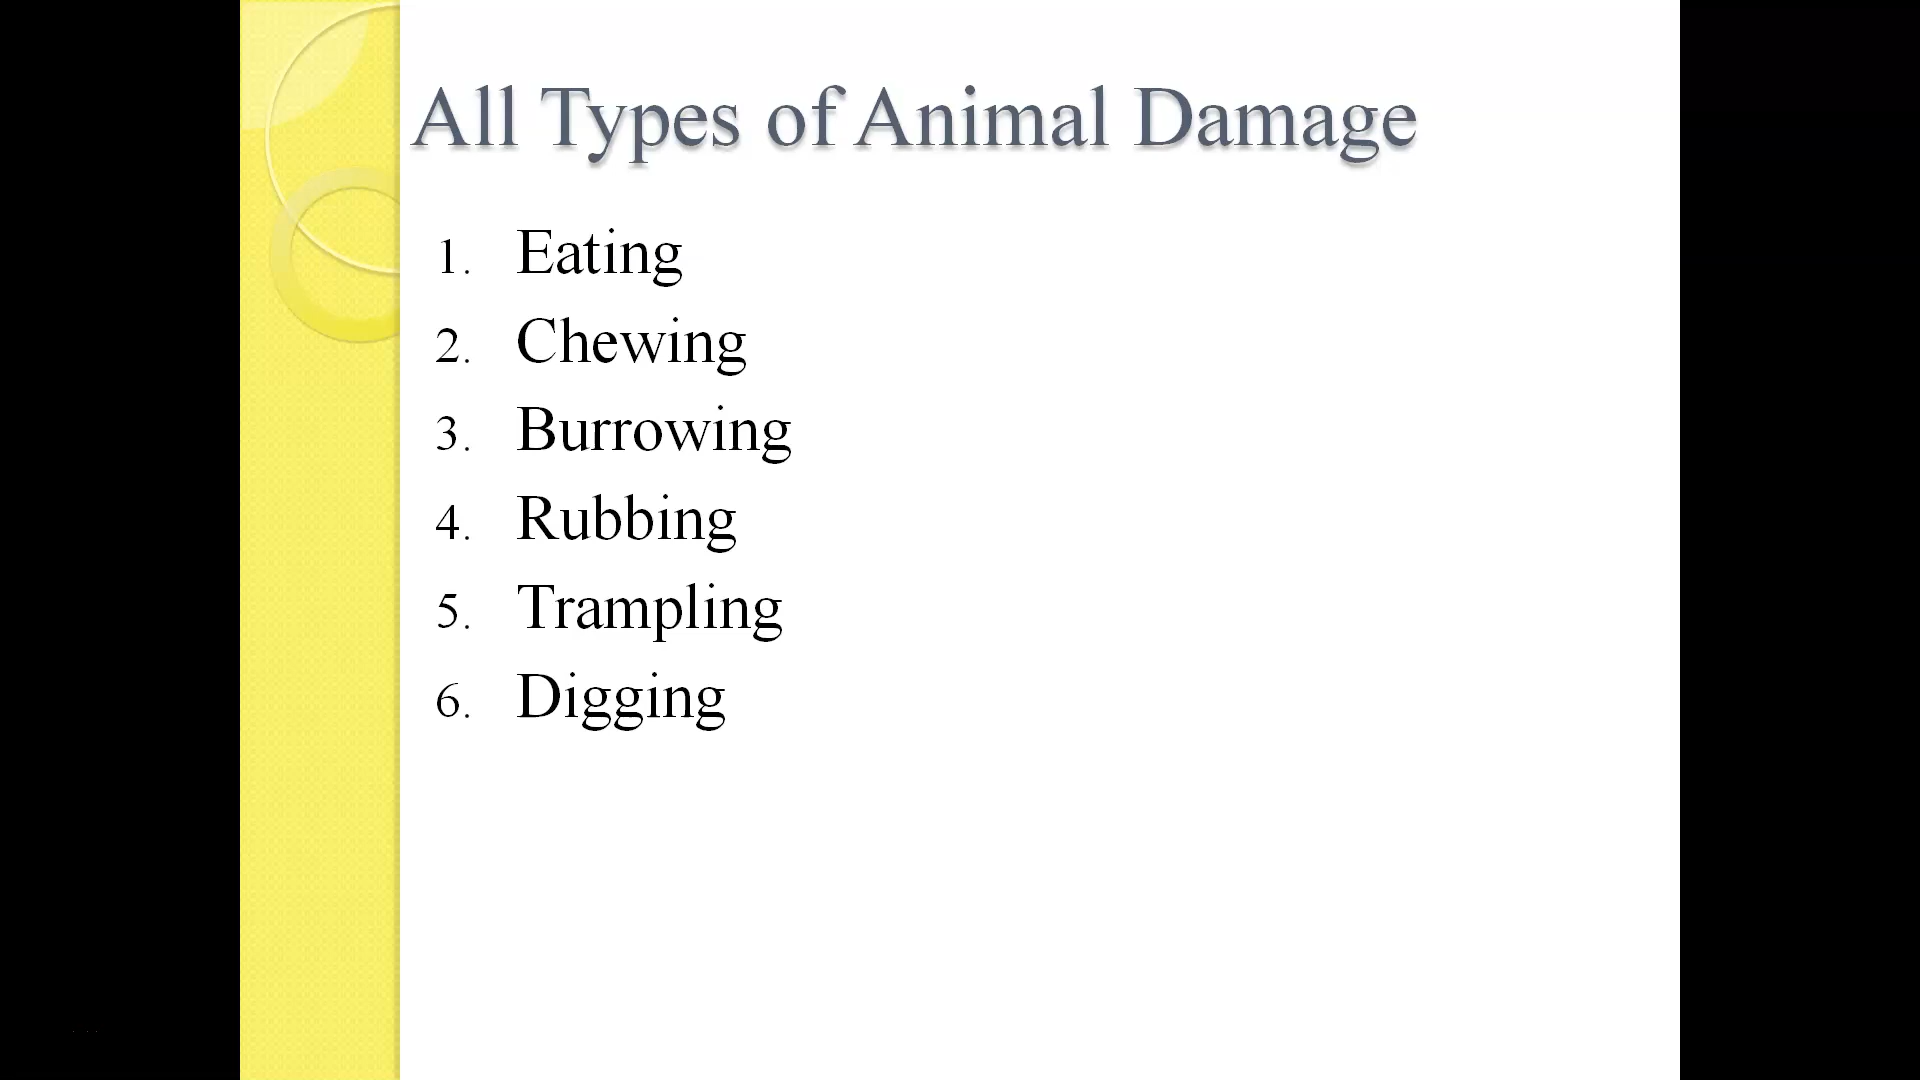 All Types of Animal Damage
1. Eating
2. Chewing
3. Burrowing
4. Rubbing
5. Trampling
6. Digging